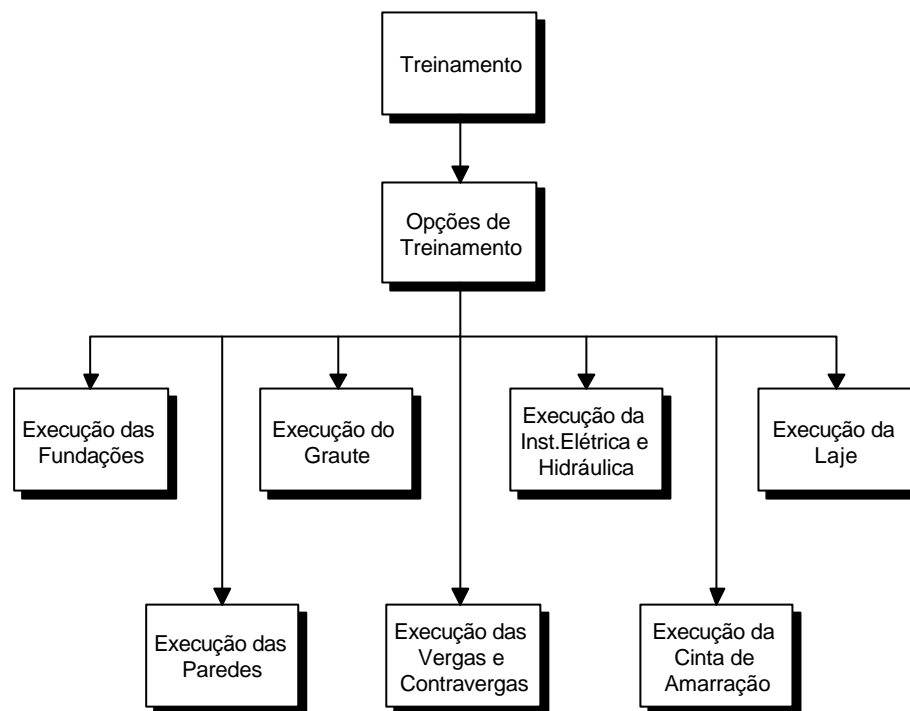 Treinamento
Opções de
Treinamento
Execução das
Fundações
Execução do
Graute
Execução da
Inst.Elétrica e
Hidráulica
Execução da
Laje
Execução das
Paredes
Execução das
Vergas e
Contravergas
Execução da
Cinta de
Amarração